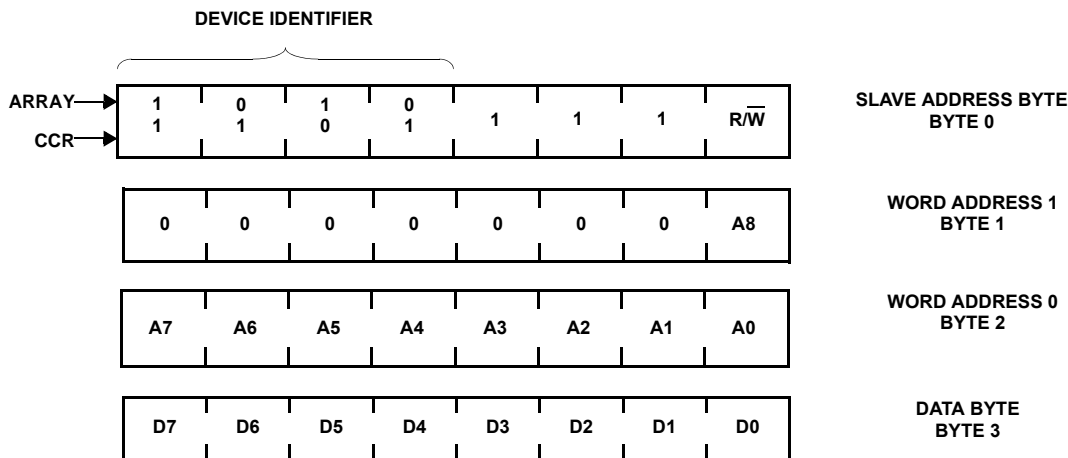 DEVICE IDENTIFIER
ARRAY
CCR
1 0 1 0
1 1 0 1
1 1 1 R/W̅
SLAVE ADDRESS BYTE
BYTE 0
0 0 0 0 0 0 0 A8
WORD ADDRESS 1
BYTE 1
A7 A6 A5 A4 A3 A2 A1 A0
WORD ADDRESS 0
BYTE 2
D7 D6 D5 D4 D3 D2 D1 D0
DATA BYTE
BYTE 3